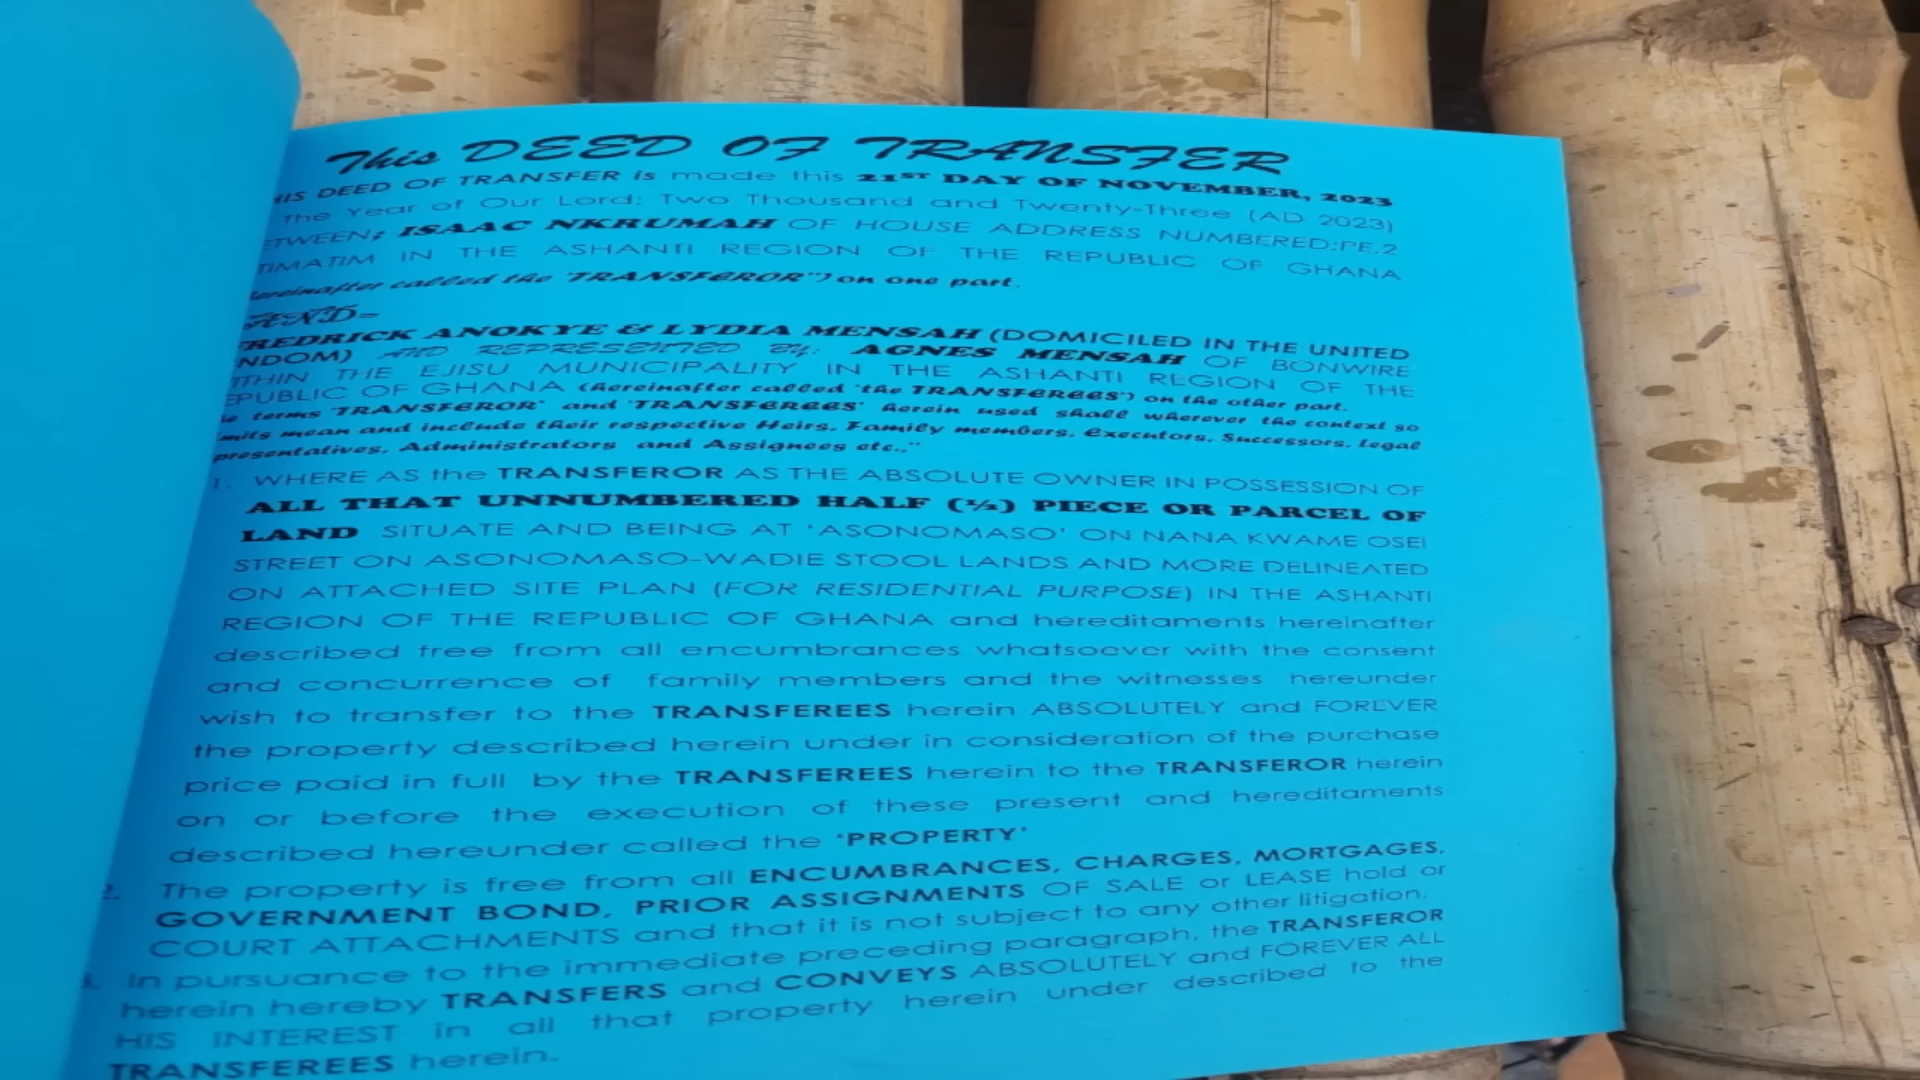 This DEED OF TRANSFER
HIS DEED OF TRANSFER is made this 21ST DAY OF NOVEMBER, 2023
The Year of Our Lord; Two Thousand and Twenty-Three (AD 2023)
ETWEEN; ISAAC NKRUMAH OF HOUSE ADDRESS NUMBERED;PE.2
TIMATIM IN THE ASHANTI REGION OF THE REPUBLIC OF GHANA
ereinafter called the 'TRANSFEROR") on one part.
AND=
REDRICK ANOKYE & LYDIA MENSAH (DOMICILED IN THE UNITED
NDOM) AND REPRESENTED BY: AGNES MENSAH OF BONWIRE
ITHIN THE EJISU MUNICIPALITY IN THE ASHANTI REGION OF THE
EPUBLIC OF GHANA (hereinafter called 'the TRANSFEREES') on the other part.
e terms 'TRANSFEROR' and 'TRANSFEREES' herein used shall wherever the context so
mits mean and include their respective Heirs, Family members, Executors, Successors, Legal
presentatives, Administrators and Assignees etc.,"
1. WHERE AS the TRANSFEROR AS THE ABSOLUTE OWNER IN POSSESSION OF
ALL THAT UNNUMBERED HALF (½) PIECE OR PARCEL OF
LAND SITUATE AND BEING AT 'ASONOMASO' ON NANA KWAME OSEI
STREET ON ASONOMASO-WADIE STOOL LANDS AND MORE DELINEATED
ON ATTACHED SITE PLAN (FOR RESIDENTIAL PURPOSE) IN THE ASHANTI
REGION OF THE REPUBLIC OF GHANA and hereditaments hereinafter
described free from all encumbrances whatsoever with the consent
and concurrence of family members and the witnesses hereunder
wish to transfer to the TRANSFEREES herein ABSOLUTELY and FOREVER
the property described herein under in consideration of the purchase
price paid in full by the TRANSFEREES herein to the TRANSFEROR herein
on or before the execution of these present and hereditaments
described hereunder called the 'PROPERTY'
2. The property is free from all ENCUMBRANCES, CHARGES, MORTGAGES,
GOVERNMENT BOND, PRIOR ASSIGNMENTS OF SALE or LEASE hold or
COURT ATTACHMENTS and that it is not subject to any other litigation.
In pursuance to the immediate preceding paragraph, the TRANSFEROR
herein hereby TRANSFERS and CONVEYS ABSOLUTELY and FOREVER ALL
HIS INTEREST in all that property herein under described to the
TRANSFEREES herein.